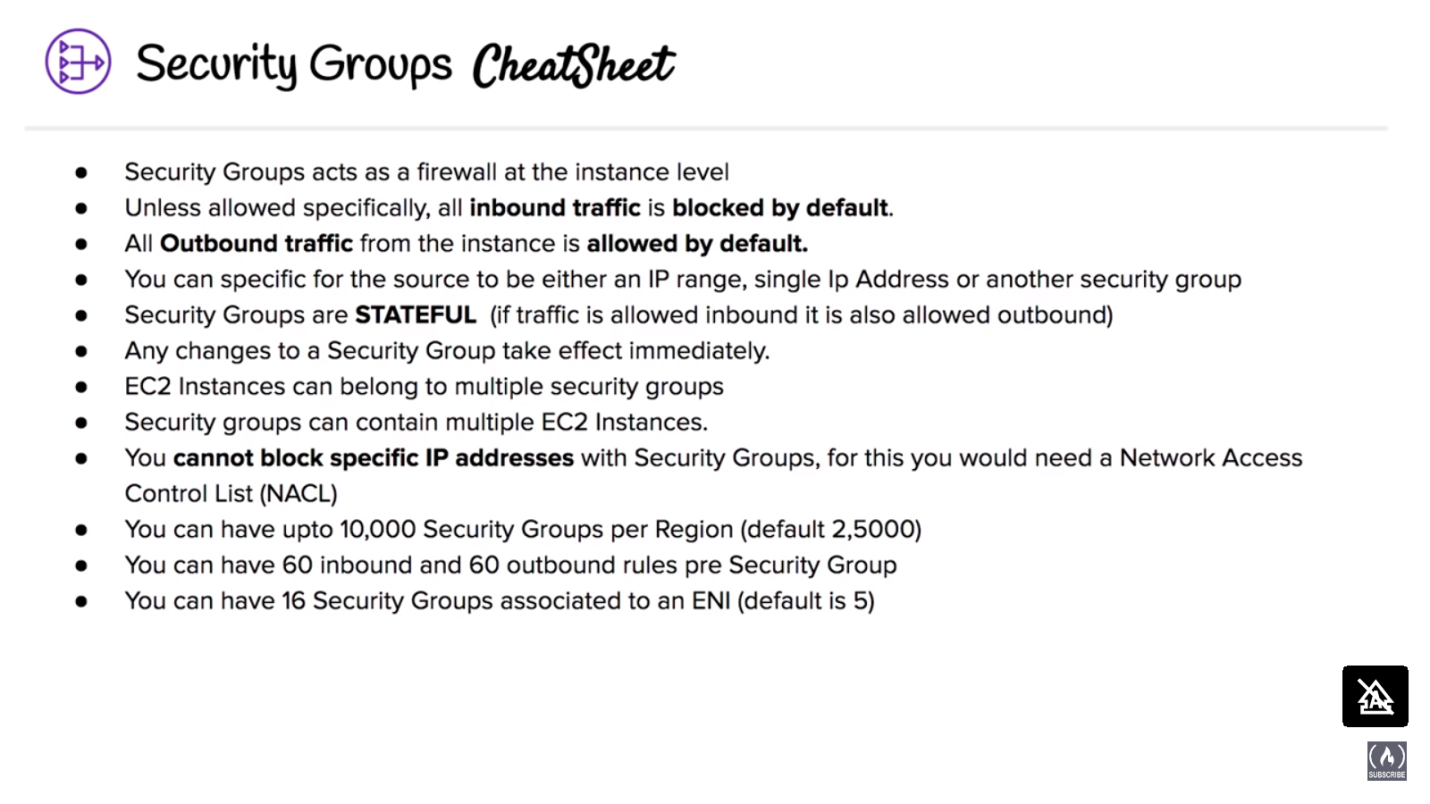 Security Groups CheatSheet
● Security Groups acts as a firewall at the instance level
● Unless allowed specifically, all inbound traffic is blocked by default.
● All Outbound traffic from the instance is allowed by default.
● You can specific for the source to be either an IP range, single Ip Address or another security group
● Security Groups are STATEFUL (if traffic is allowed inbound it is also allowed outbound)
● Any changes to a Security Group take effect immediately.
● EC2 Instances can belong to multiple security groups
● Security groups can contain multiple EC2 Instances.
● You cannot block specific IP addresses with Security Groups, for this you would need a Network Access
Control List (NACL)
● You can have upto 10,000 Security Groups per Region (default 2,5000)
● You can have 60 inbound and 60 outbound rules pre Security Group
● You can have 16 Security Groups associated to an ENI (default is 5)
A
SUBSCRIBE